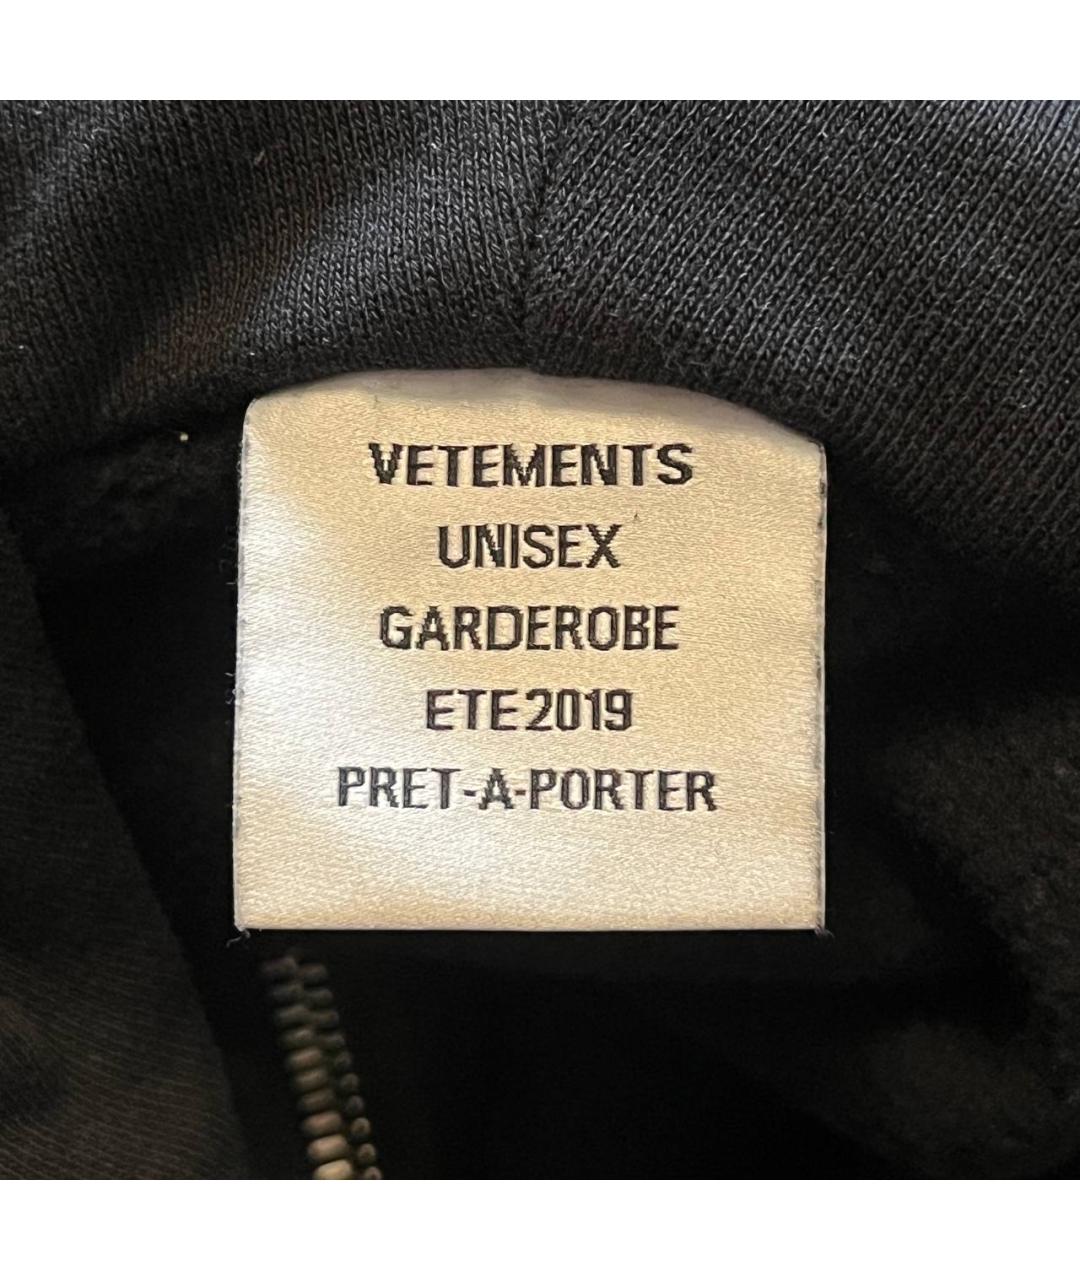 VETEMENTS
UNISEX
GARDEROBE
ETE2019
PRET-A-PORTER